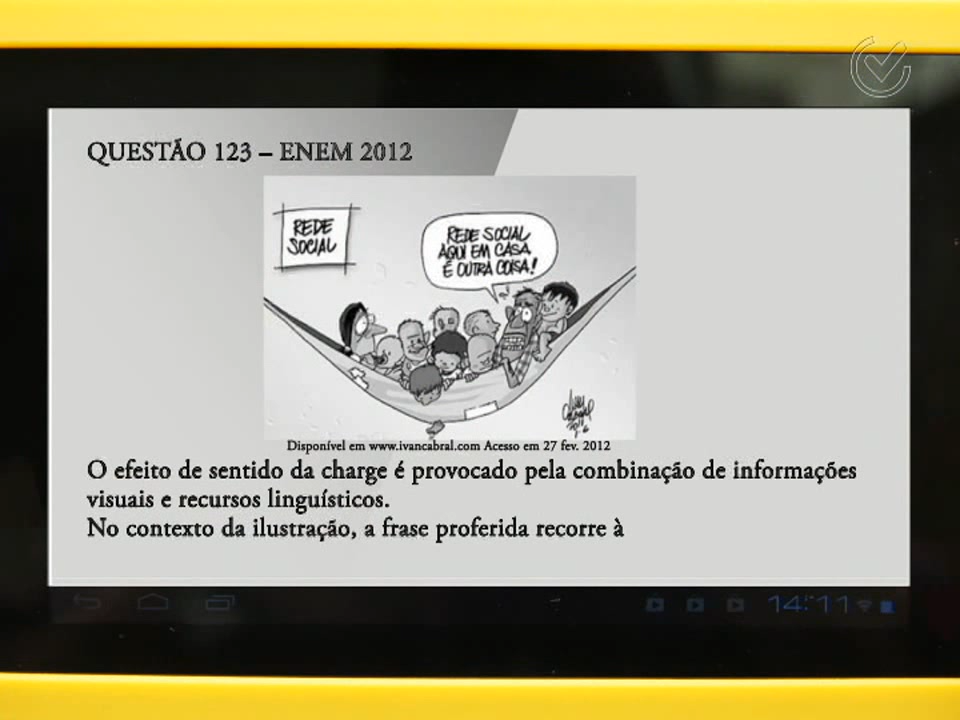 QUESTÃO 123 – ENEM 2012
REDE
SOCIAL
REDE SOCIAL
AQUI EM CASA
É OUTRA COISA!
Disponível em www.ivancabral.com Acesso em 27 fev. 2012
O efeito de sentido da charge é provocado pela combinação de informações
visuais e recursos linguísticos.
No contexto da ilustração, a frase proferida recorre à
14:11